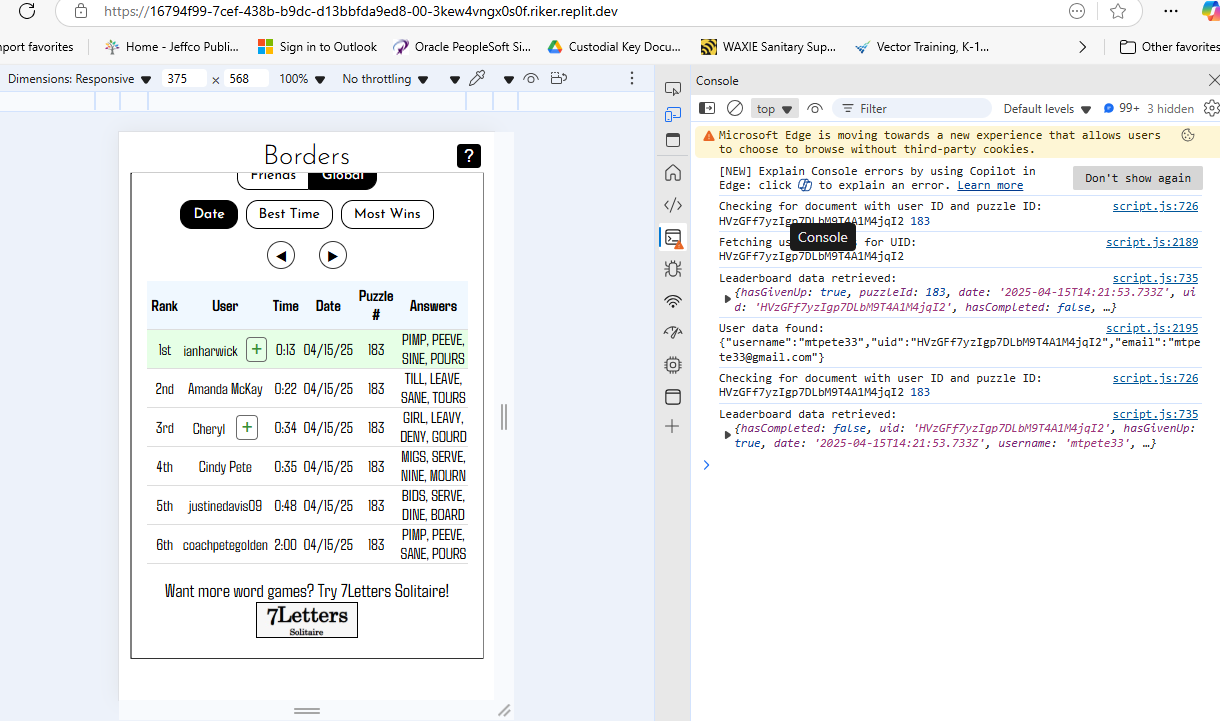 https://16794f99-7cef-438b-b9dc-d13bbfda9ed8-00-3kew4vngx0s0f.riker.replit.dev
port favorites
Home - Jeffco Publi...
Sign in to Outlook
Oracle PeopleSoft Si...
Custodial Key Docu...
WAXIE Sanitary Sup...
Vector Training, K-1...
Other favorites
Dimensions: Responsive 375 × 568 100% No throttling
Borders ?
Friends Global
Date Best Time Most Wins
◀ ▶
Rank User Time Date Puzzle # Answers
1st ianharwick + 0:13 04/15/25 183 PIMP, PEEVE,
SINE, POURS
2nd Amanda McKay 0:22 04/15/25 183 TILL, LEAVE,
SANE, TOURS
3rd Cheryl + 0:34 04/15/25 183 GIRL, LEAVY,
DENY, GOURD
4th Cindy Pete 0:35 04/15/25 183 MIGS, SERVE,
NINE, MOURN
5th justinedavis09 0:48 04/15/25 183 BIDS, SERVE,
DINE, BOARD
6th coachpetegolden 2:00 04/15/25 183 PIMP, PEEVE,
SANE, POURS
Want more word games? Try 7Letters Solitaire!
7Letters
Solitaire
Console
top Filter Default levels 99+ 3 hidden
Microsoft Edge is moving towards a new experience that allows users
to choose to browse without third-party cookies.
[NEW] Explain Console errors by using Copilot in
Edge: click to explain an error. Learn more
Don't show again
Checking for document with user ID and puzzle ID: script.js:726
HVzGFf7yzIgp7DLbM9T4A1M4jqI2 183
Console
Fetching us s for UID: script.js:2189
HVzGFf7yzIgp7DLbM9T4A1M4jqI2
Leaderboard data retrieved: script.js:735
{hasGivenUp: true, puzzleId: 183, date: '2025-04-15T14:21:53.733Z', ui
d: 'HVzGFf7yzIgp7DLbM9T4A1M4jqI2', hasCompleted: false, …}
User data found: script.js:2195
{"username":"mtpete33","uid":"HVzGFf7yzIgp7DLbM9T4A1M4jqI2","email":"mtpe
te33@gmail.com"}
Checking for document with user ID and puzzle ID: script.js:726
HVzGFf7yzIgp7DLbM9T4A1M4jqI2 183
Leaderboard data retrieved: script.js:735
{hasCompleted: false, uid: 'HVzGFf7yzIgp7DLbM9T4A1M4jqI2', hasGivenUp:
true, date: '2025-04-15T14:21:53.733Z', username: 'mtpete33', …}